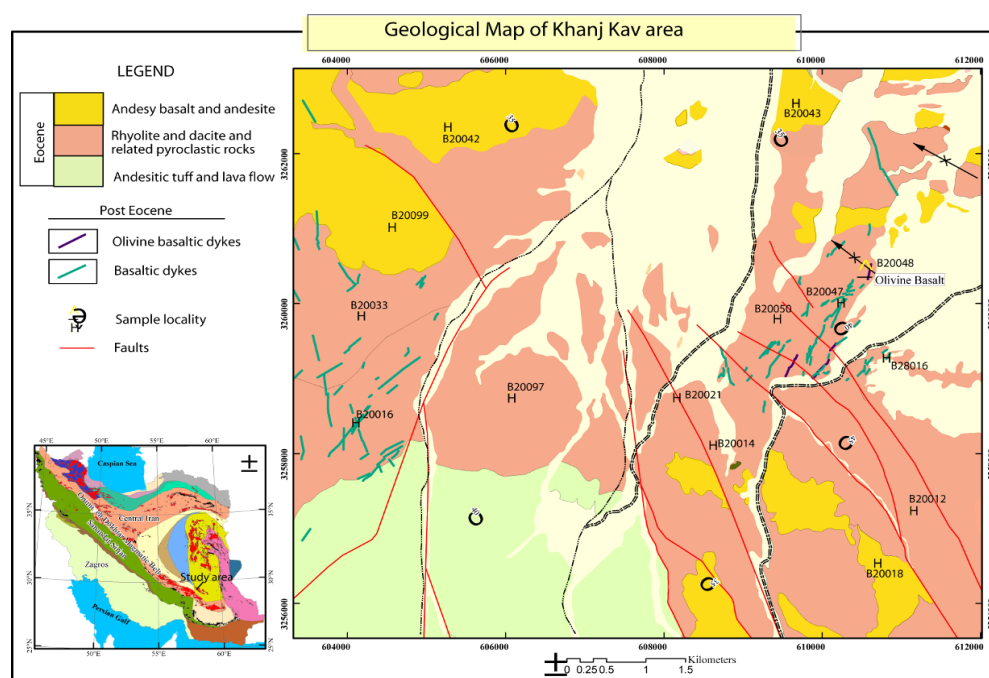 Geological Map of Khanj Kav area
LEGEND
Eocene
Andesy basalt and andesite
Rhyolite and dacite and
related pyroclastic rocks
Andesitic tuff and lava flow
Post Eocene
Olivine basaltic dykes
Basaltic dykes
H
Sample locality
Faults
604000
606000
608000
610000
612000
3262000
3260000
3258000
3256000
H
B20042
H
B20043
B20099
H
B20048
Olivine Basalt
B20047
H
B20033
H
B20050
H
H
B28016
B20097
H
B20021
H
B20016
H
H
B20014
B20012
H
H
B20018
40
Kilometers
0 0.25 0.5 1 1.5
45°E
50°E
55°E
60°E
Caspian Sea
35°N
Central Iran
Zagros
Study area
30°N
Persian Gulf
25°N
50°E
55°E
60°E